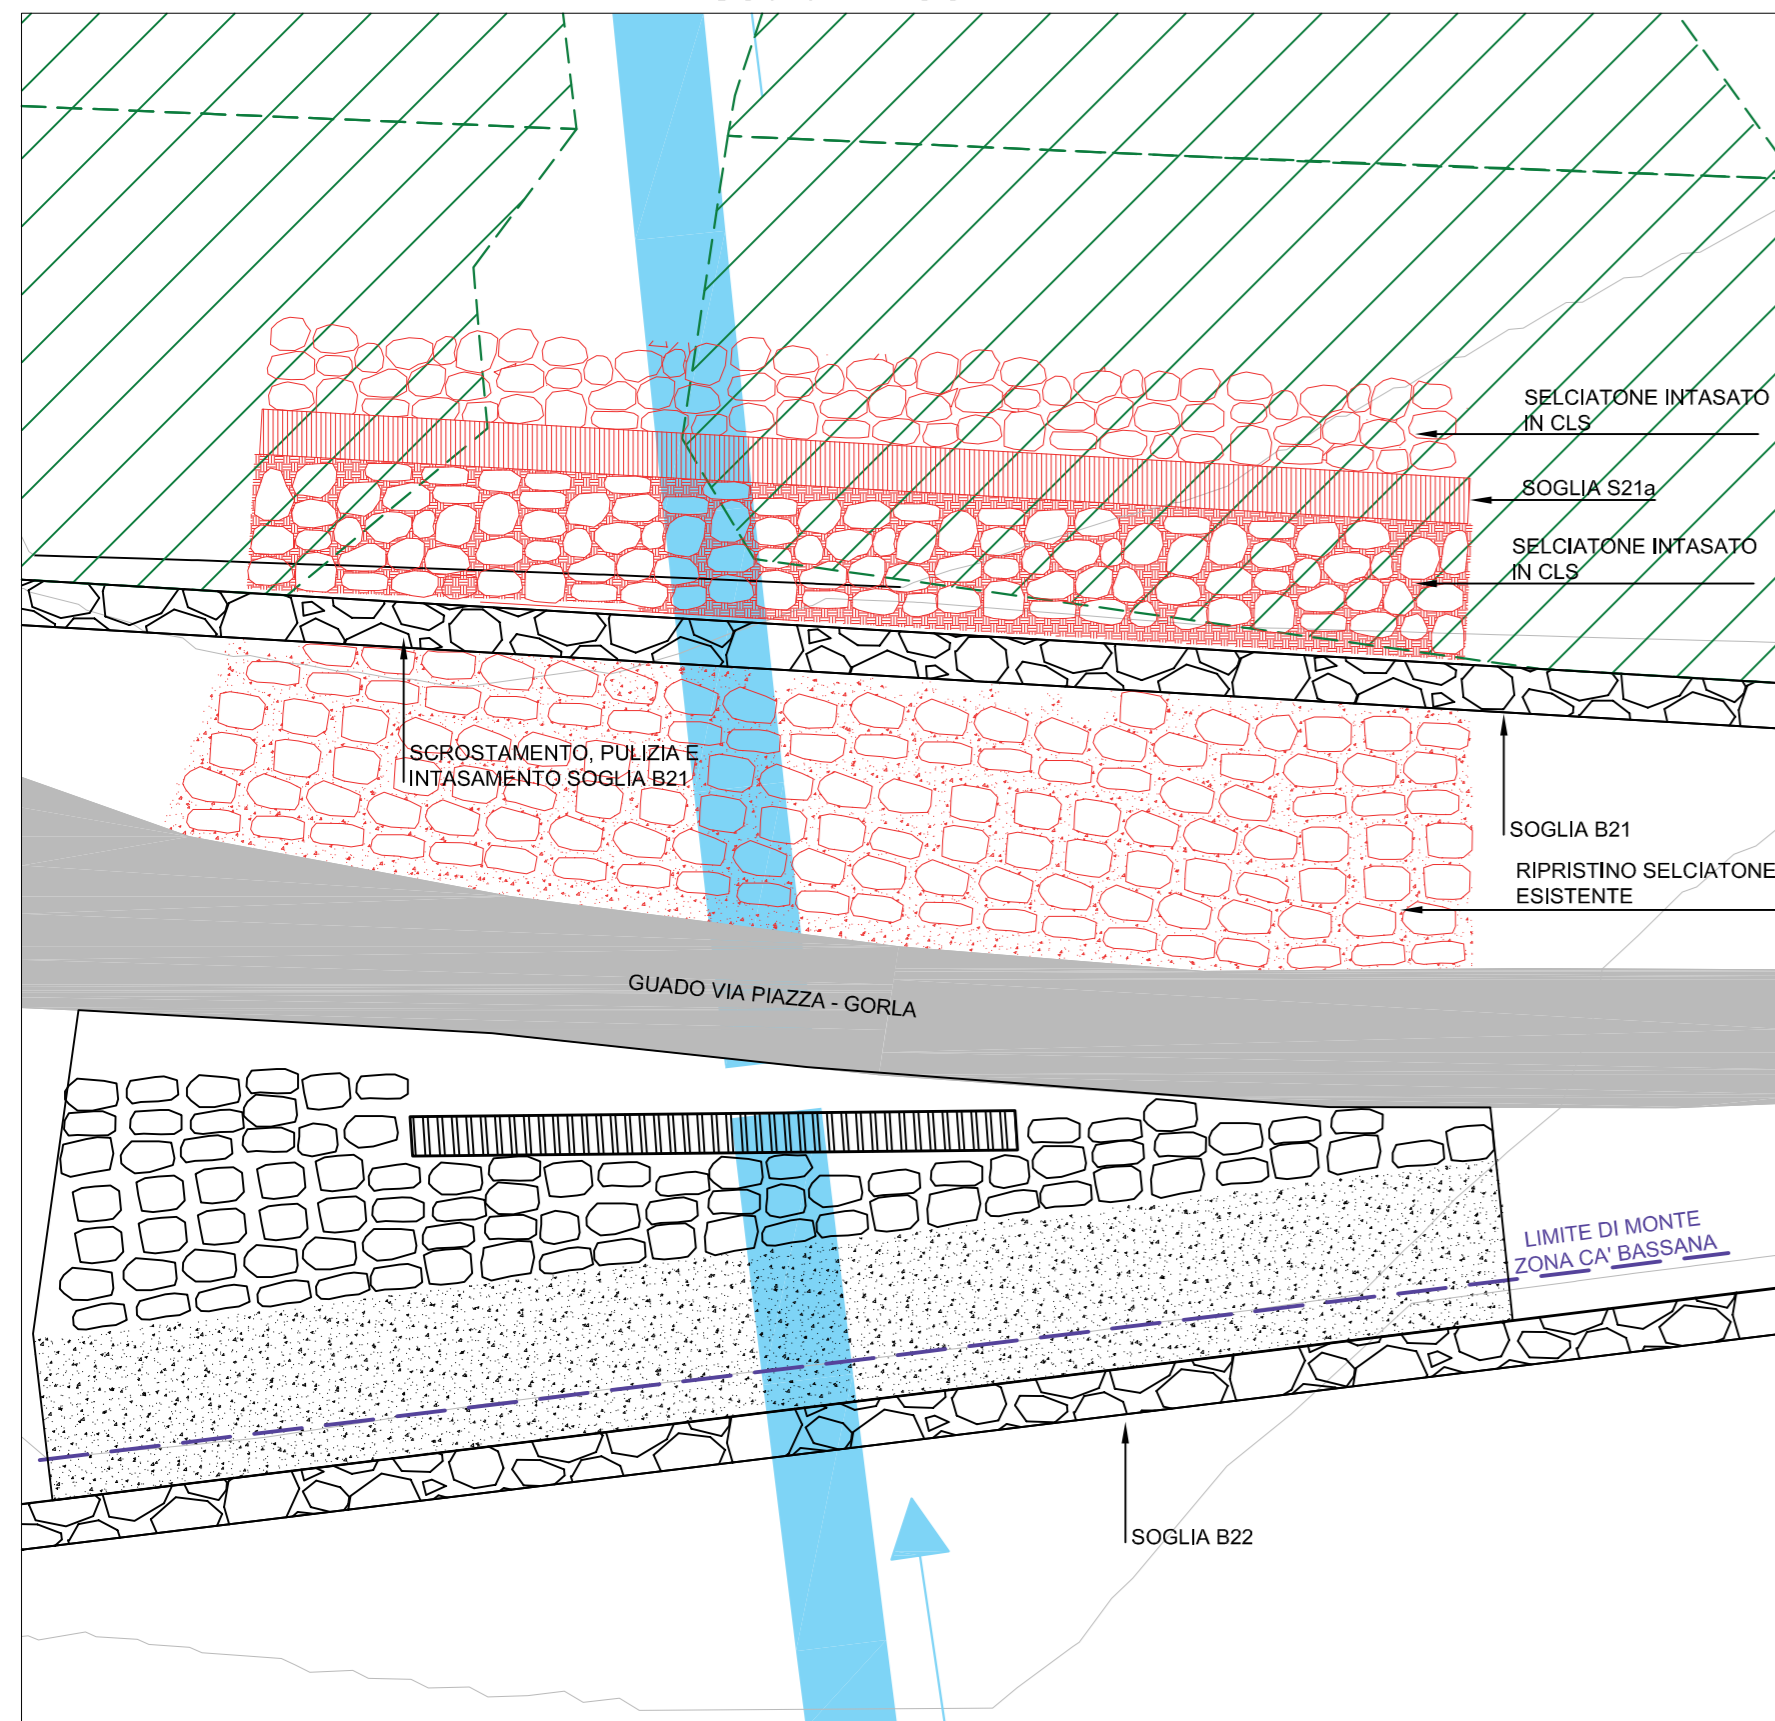 SELCIATONE INTASATO
IN CLS
SOGLIA S21a
SELCIATONE INTASATO
IN CLS
SCROSTAMENTO, PULIZIA E
INTASAMENTO SOGLIA B21
SOGLIA B21
RIPRISTINO SELCIATONE
ESISTENTE
GUADO VIA PIAZZA - GORLA
LIMITE DI MONTE
ZONA CA' BASSANA
SOGLIA B22